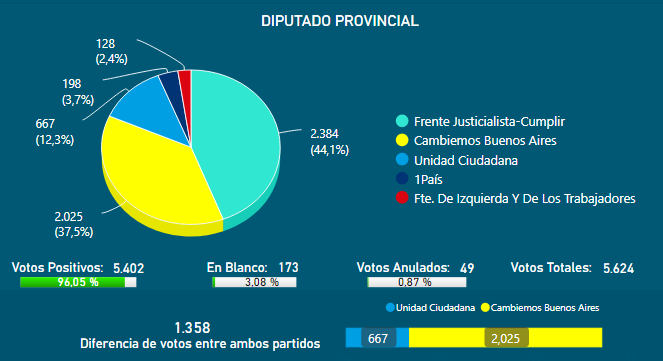 DIPUTADO PROVINCIAL
128
(2,4%)
198
(3,7%)
667
(12,3%)
2.384
(44,1%)
2.025
(37,5%)
Frente Justicialista-Cumplir
Cambiemos Buenos Aires
Unidad Ciudadana
1País
Fte. De Izquierda Y De Los Trabajadores
Votos Positivos: 5.402
96,05 %
En Blanco: 173
3,08 %
Votos Anulados: 49
0,87 %
Votos Totales: 5.624
Unidad Ciudadana Cambiemos Buenos Aires
1.358
Diferencia de votos entre ambos partidos
667 2,025